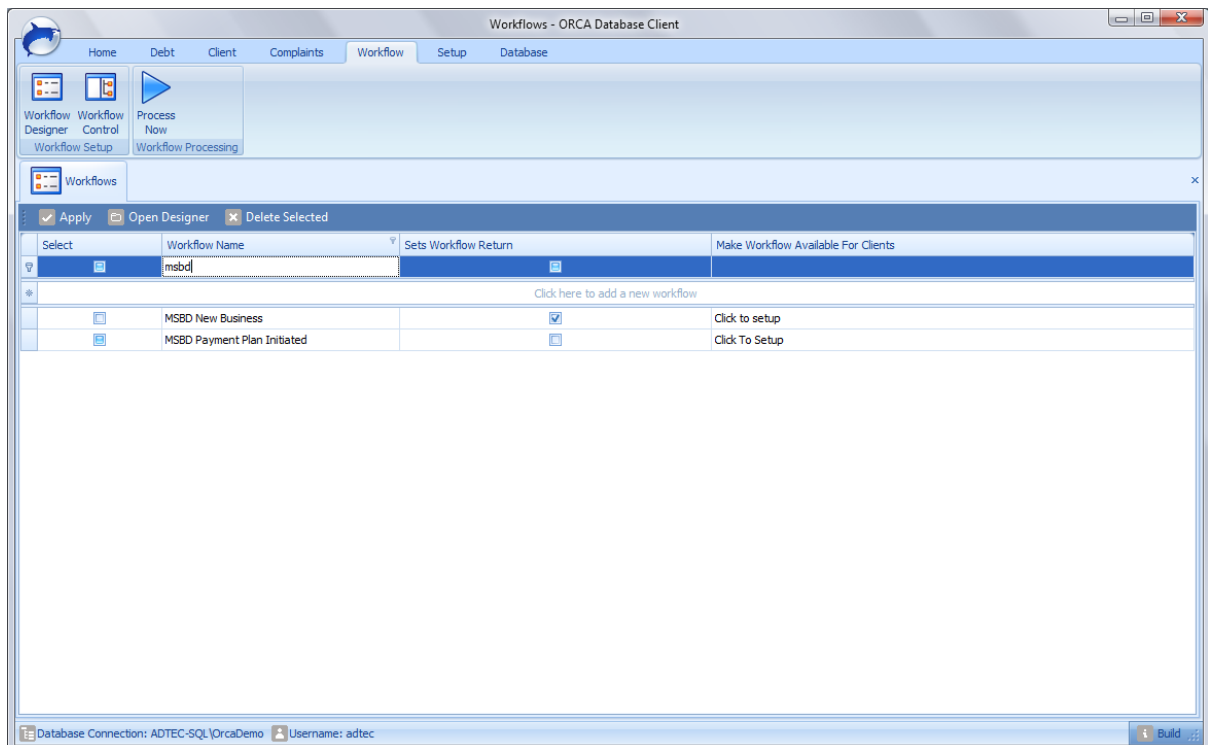 Workflows - ORCA Database Client
Home Debt Client Complaints Workflow Setup Database
Workflow Workflow Process
Designer Control Now
Workflow Setup Workflow Processing
Workflows
Apply Open Designer Delete Selected
Select Workflow Name Sets Workflow Return Make Workflow Available For Clients
msbd
Click here to add a new workflow
MSBD New Business Click to setup
MSBD Payment Plan Initiated Click To Setup
Database Connection: ADTEC-SQL\OrcaDemo Username: adtec Build